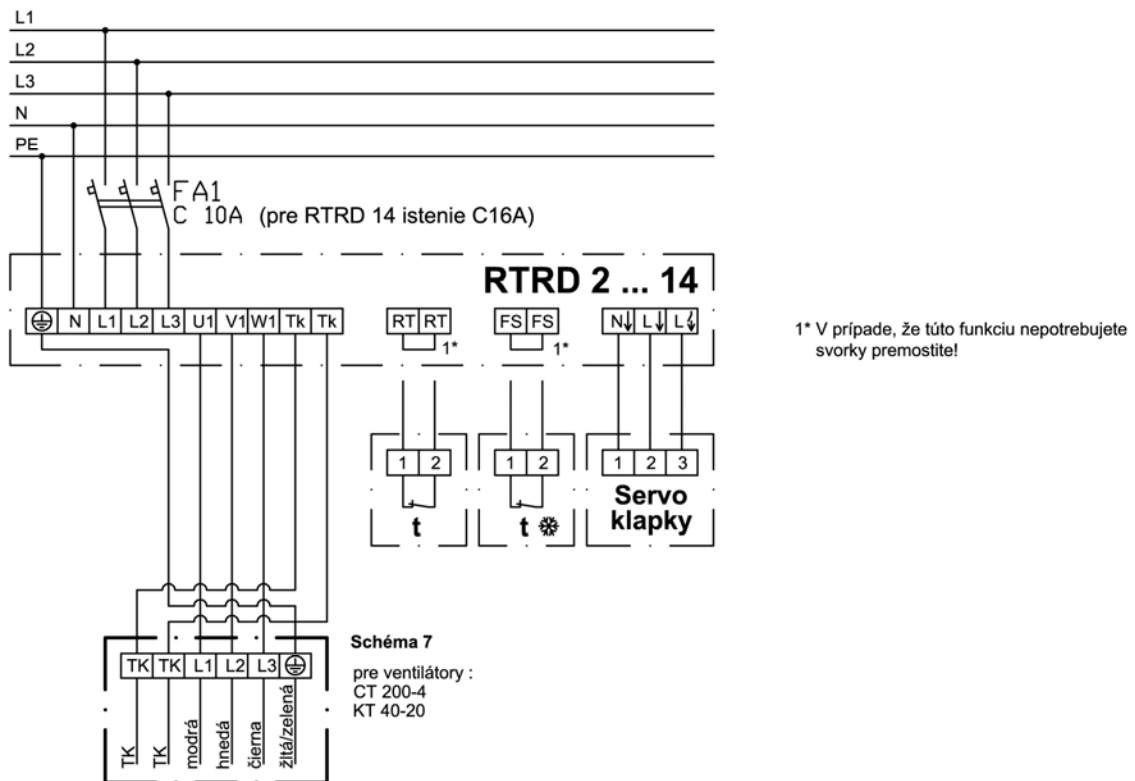 L1
L2
L3
N
PE
FA1
C 10A (pre RTRD 14 istenie C16A)
RTRD 2 ... 14
N L1 L2 L3 U1 V1 W1 Tk Tk
RT RT
FS FS
N L L
1*
1*
1* V prípade, že túto funkciu nepotrebujete
svorky premostite!
1 2
1 2
1 2 3
t
t
Servo
klapky
Schéma 7
pre ventilátory :
CT 200-4
KT 40-20
TK TK L1 L2 L3
TK
TK
modrá
hnedá
čierna
žltá/zelená